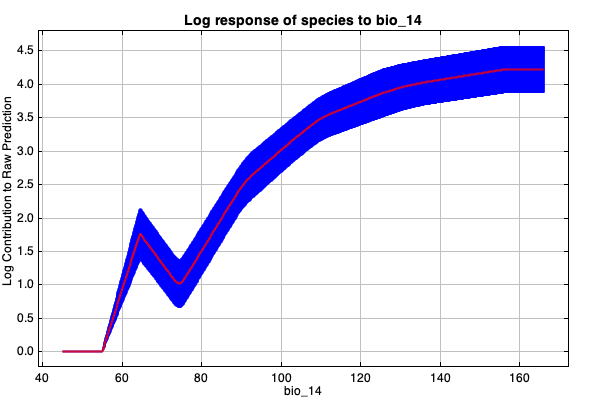 Log response of species to bio_14
Log Contribution to Raw Prediction
4.5
4.0
3.5
3.0
2.5
2.0
1.5
1.0
0.5
0.0
40 60 80 100 120 140 160
bio_14